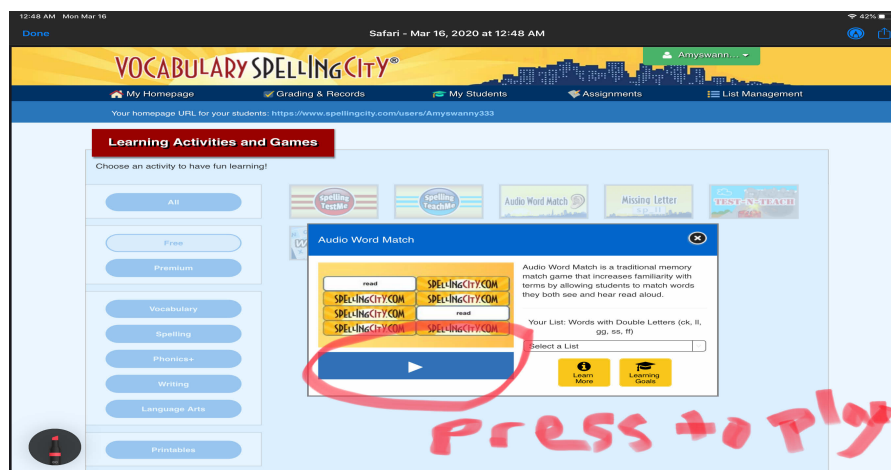 12:48 AM Mon Mar 16
42%
Done
Safari - Mar 16, 2020 at 12:48 AM
VOCABULARY SPELLINGCITY®
Amyswann...
My Homepage
Grading & Records
My Students
Assignments
List Management
Your homepage URL for your students: https://www.spellingcity.com/users/Amyswanny333
Learning Activities and Games
Choose an activity to have fun learning!
All
Free
Premium
Vocabulary
Spelling
Phonics+
Writing
Language Arts
Printables
Spelling TestMe
Spelling TeachMe
Audio Word Match
Missing Letter
sp_ll
TEST-N-TEACH
W
Audio Word Match
read
SPELLINGCITY.COM
SPELLINGCITY.COM
SPELLINGCITY.COM
SPELLINGCITY.COM
read
SPELLINGCITY.COM
SPELLINGCITY.COM
Audio Word Match is a traditional memory
match game that increases familiarity with
terms by allowing students to match words
they both see and hear read aloud.
Your List: Words with Double Letters (ck, ll,
gg, ss, ff)
Select a List
Learn
More
Learning
Goals
press to play